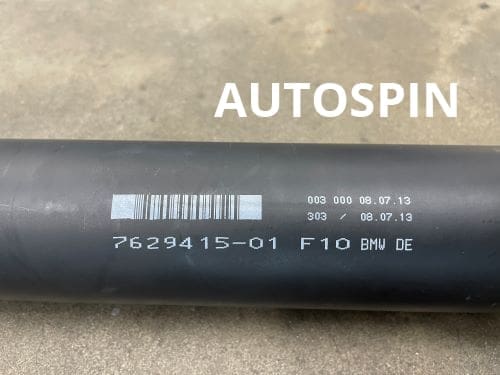 AUTOSPIN
003 000 08.07.13
303 / 08.07.13
7629415-01 F10 BMW DE